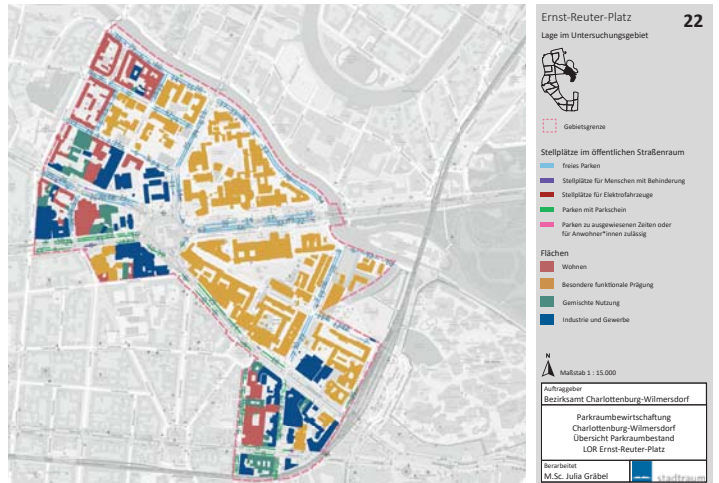 Ernst-Reuter-Platz
22
Lage im Untersuchungsgebiet
Gebietsgrenze
Stellplätze im öffentlichen Straßenraum
freies Parken
Stellplätze für Menschen mit Behinderung
Stellplätze für Elektrofahrzeuge
Parken mit Parkschein
Parken zu ausgewiesenen Zeiten oder
für Anwohner*innen zulässig
Flächen
Wohnen
Besondere funktionale Prägung
Gemischte Nutzung
Industrie und Gewerbe
N
Maßstab 1 : 15.000
Auftraggeber
Bezirksamt Charlottenburg-Wilmersdorf
Parkraumbewirtschaftung
Charlottenburg-Wilmersdorf
Übersicht Parkraumbestand
LOR Ernst-Reuter-Platz
Berarbeitet
M.Sc. Julia Gräbel
stadtraum